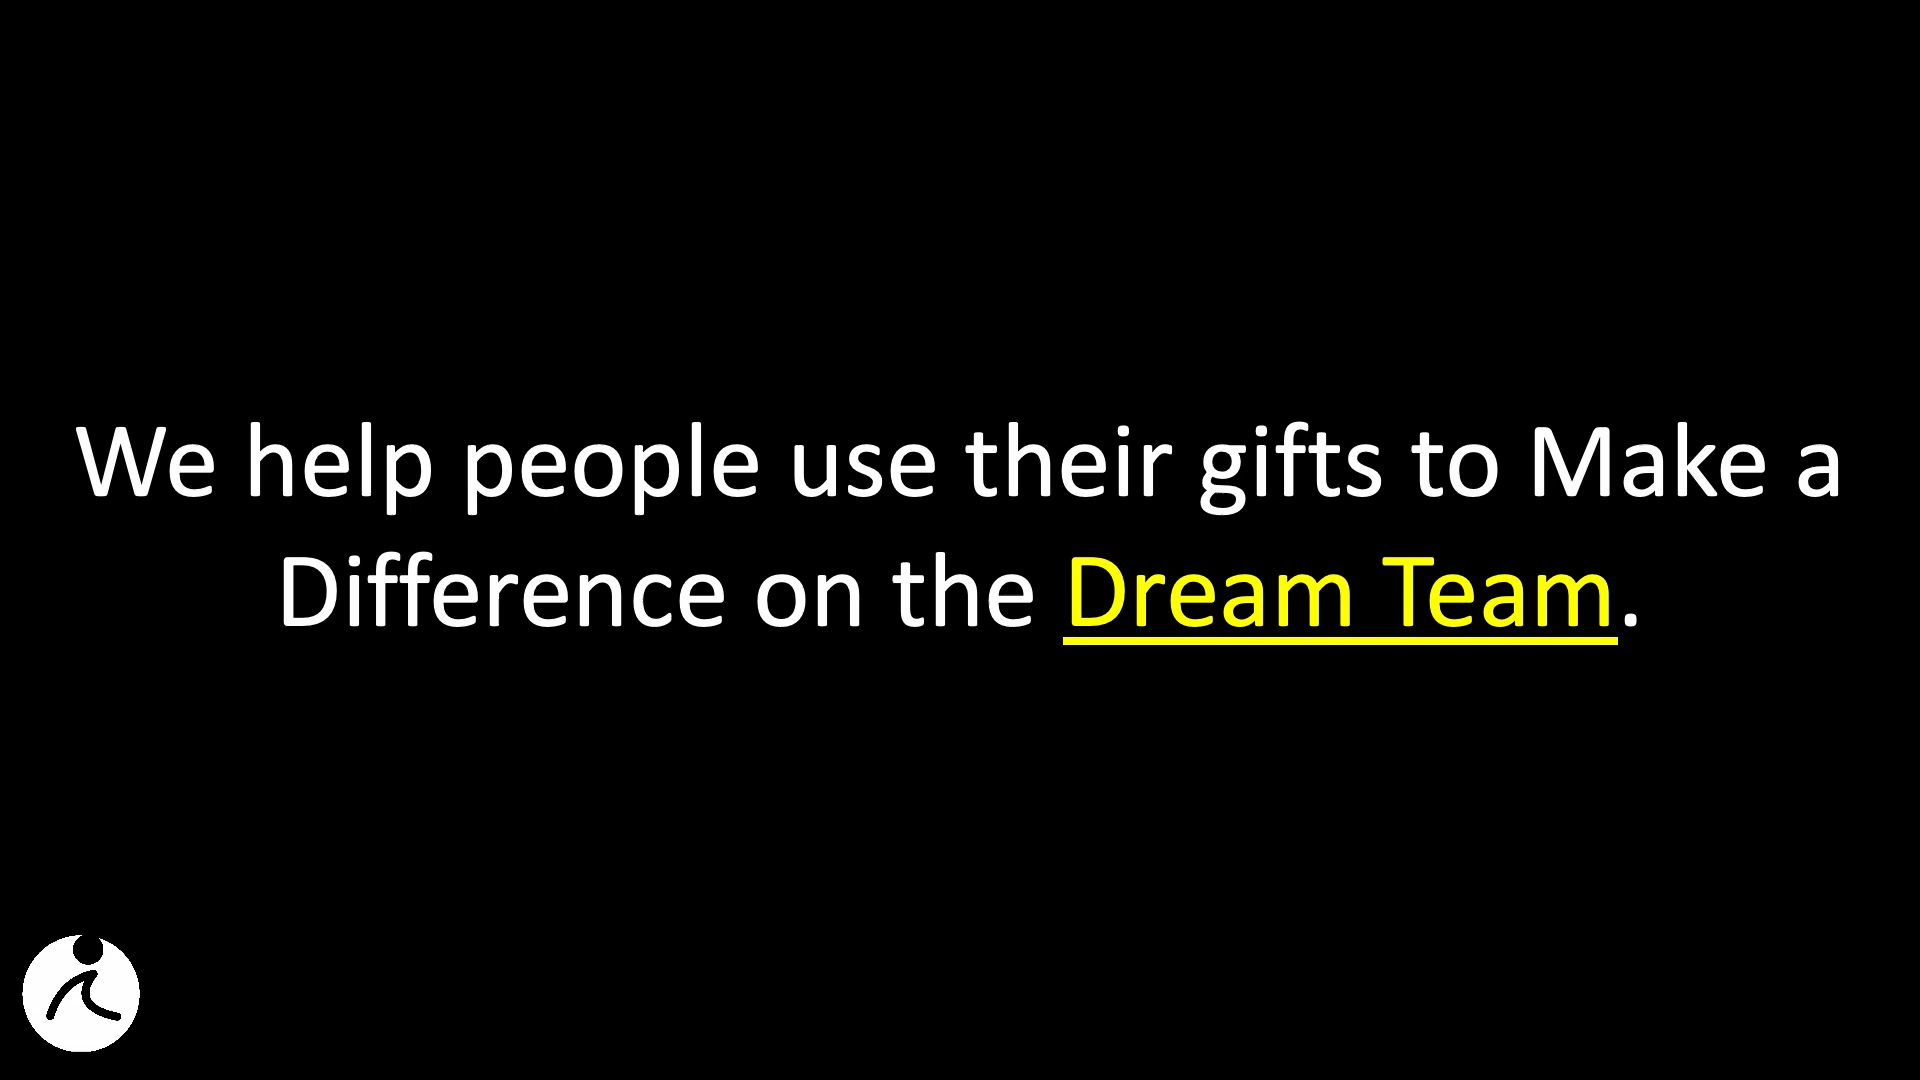 We help people use their gifts to Make a
Difference on the Dream Team.